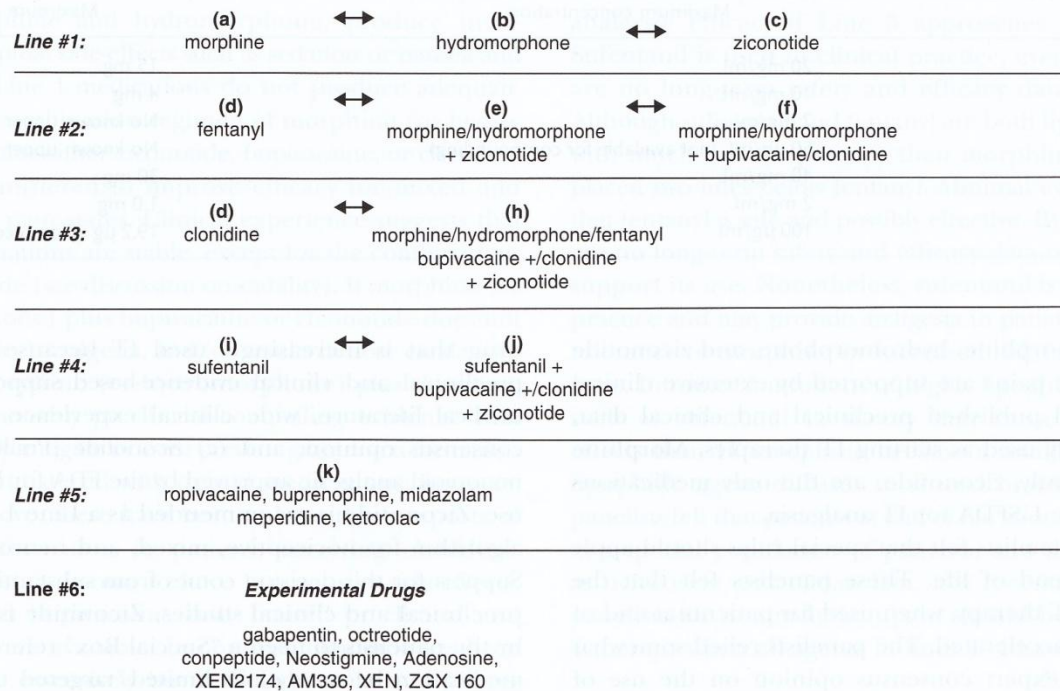 (a) ↔ (b) ↔ (c)
Line #1: morphine hydromorphone ziconotide
(d) ↔ (e) ↔ (f)
Line #2: fentanyl morphine/hydromorphone morphine/hydromorphone
+ ziconotide + bupivacaine/clonidine
(d) ↔ (h)
Line #3: clonidine morphine/hydromorphone/fentanyl
bupivacaine +/clonidine
+ ziconotide
(i) ↔ (j)
Line #4: sufentanil sufentanil +
bupivacaine +/clonidine
+ ziconotide
(k)
Line #5: ropivacaine, buprenophine, midazolam
meperidine, ketorolac
Line #6: Experimental Drugs
gabapentin, octreotide,
conpeptide, Neostigmine, Adenosine,
XEN2174, AM336, XEN, ZGX 160